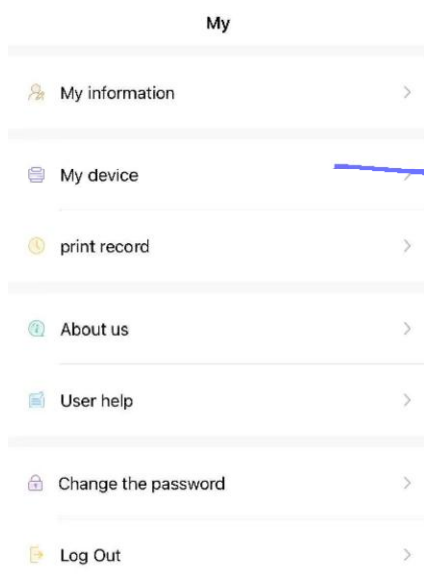 My
My information
My device
print record
About us
User help
Change the password
Log Out